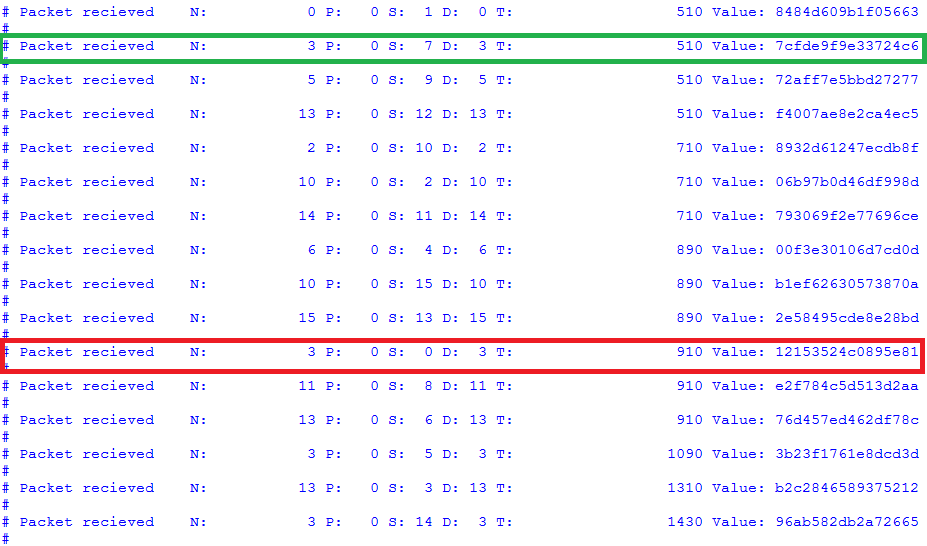 # Packet recieved N: 0 P: 0 S: 1 D: 0 T: 510 Value: 8484d609b1f05663
#
# Packet recieved N: 3 P: 0 S: 7 D: 3 T: 510 Value: 7cfde9f9e33724c6
#
# Packet recieved N: 5 P: 0 S: 9 D: 5 T: 510 Value: 72aff7e5bbd27277
#
# Packet recieved N: 13 P: 0 S: 12 D: 13 T: 510 Value: f4007ae8e2ca4ec5
#
# Packet recieved N: 2 P: 0 S: 10 D: 2 T: 710 Value: 8932d61247ecdb8f
#
# Packet recieved N: 10 P: 0 S: 2 D: 10 T: 710 Value: 06b97b0d46df998d
#
# Packet recieved N: 14 P: 0 S: 11 D: 14 T: 710 Value: 793069f2e77696ce
#
# Packet recieved N: 6 P: 0 S: 4 D: 6 T: 890 Value: 00f3e30106d7cd0d
#
# Packet recieved N: 10 P: 0 S: 15 D: 10 T: 890 Value: b1ef62630573870a
#
# Packet recieved N: 15 P: 0 S: 13 D: 15 T: 890 Value: 2e58495cde8e28bd
#
# Packet recieved N: 3 P: 0 S: 0 D: 3 T: 910 Value: 12153524c0895e81
#
# Packet recieved N: 11 P: 0 S: 8 D: 11 T: 910 Value: e2f784c5d513d2aa
#
# Packet recieved N: 13 P: 0 S: 6 D: 13 T: 910 Value: 76d457ed462df78c
#
# Packet recieved N: 3 P: 0 S: 5 D: 3 T: 1090 Value: 3b23f1761e8dcd3d
#
# Packet recieved N: 13 P: 0 S: 3 D: 13 T: 1310 Value: b2c2846589375212
#
# Packet recieved N: 3 P: 0 S: 14 D: 3 T: 1430 Value: 96ab582db2a72665
#